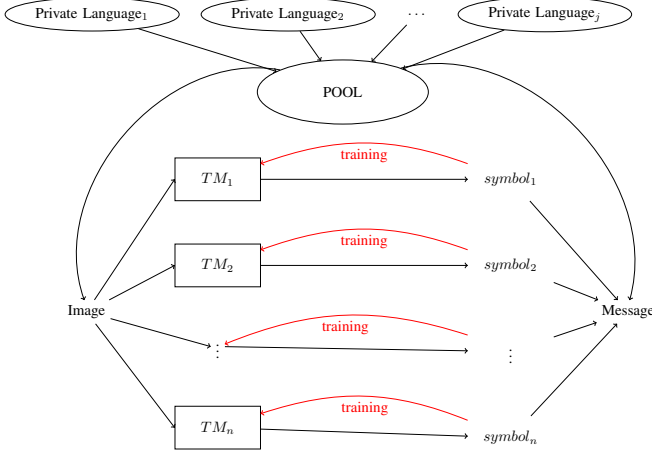 Private Language₁ Private Language₂ ... Private Languageⱼ
POOL
training
TM₁ symbol₁
training
TM₂ symbol₂
Image Message
training
⋮ ⋮
training
TMₙ symbolₙ